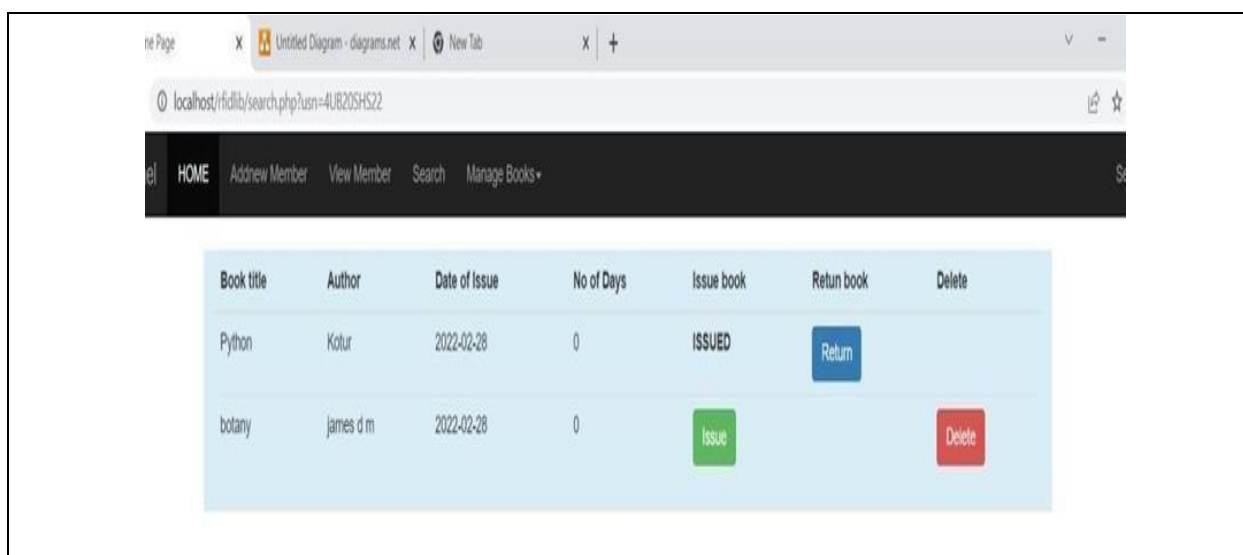 ne Page X Untitled Diagram - diagrams.net X New Tab X +
localhost/rfidlib/search.php?usn=4UB20SHS22
el HOME Addnew Member View Member Search Manage Books Se
Book title Author Date of Issue No of Days Issue book Retun book Delete
Python Kotur 2022-02-28 0 ISSUED Return
botany james d m 2022-02-28 0 Issue Delete